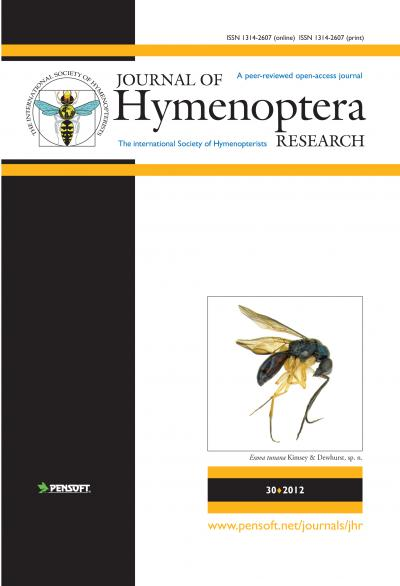 ISSN 1314-2607 (online) ISSN 1314-2607 (print)
THE INTERNATIONAL SOCIETY OF HYMENOPTERISTS
JOURNAL OF
A peer-reviewed open-access journal
Hymenoptera
The international Society of Hymenopterists
RESEARCH
Esova tunana Kimsey & Dewhurst, sp. n.
PENSOFT.
30♦2012
www.pensoft.net/journals/jhr